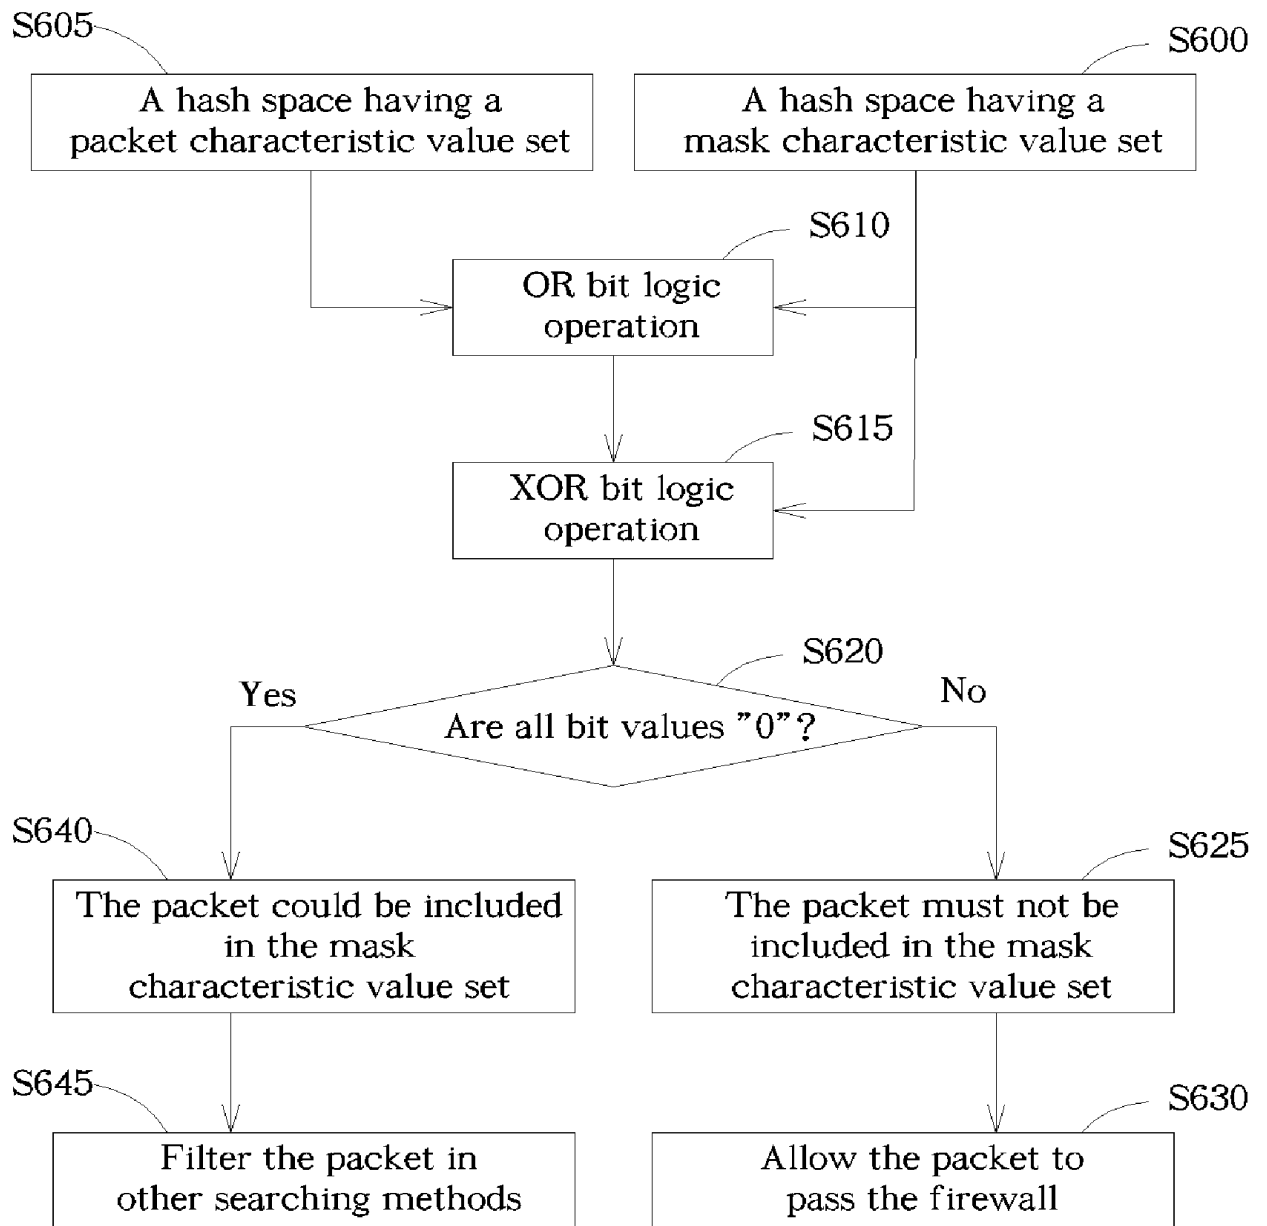 S605
S600
A hash space having a
packet characteristic value set
A hash space having a
mask characteristic value set
S610
OR bit logic
operation
S615
XOR bit logic
operation
S620
Yes
No
Are all bit values "0"?
S640
S625
The packet could be included
in the mask
characteristic value set
The packet must not be
included in the mask
characteristic value set
S645
S630
Filter the packet in
other searching methods
Allow the packet to
pass the firewall